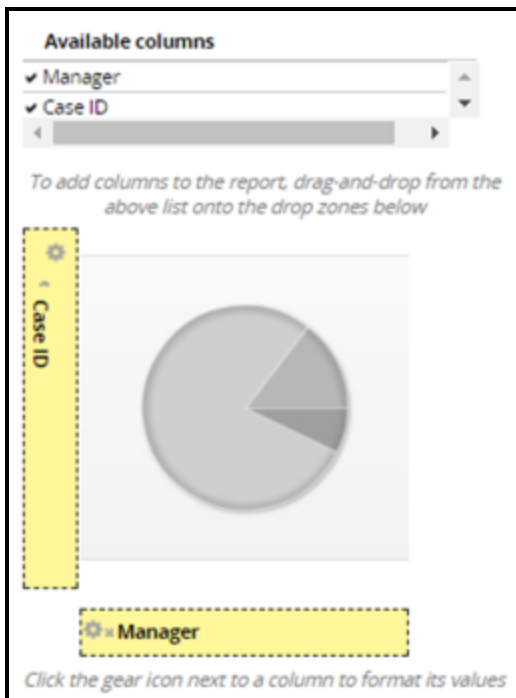 Available columns
Manager
Case ID
To add columns to the report, drag-and-drop from the
above list onto the drop zones below
Case ID
Manager
Click the gear icon next to a column to format its values